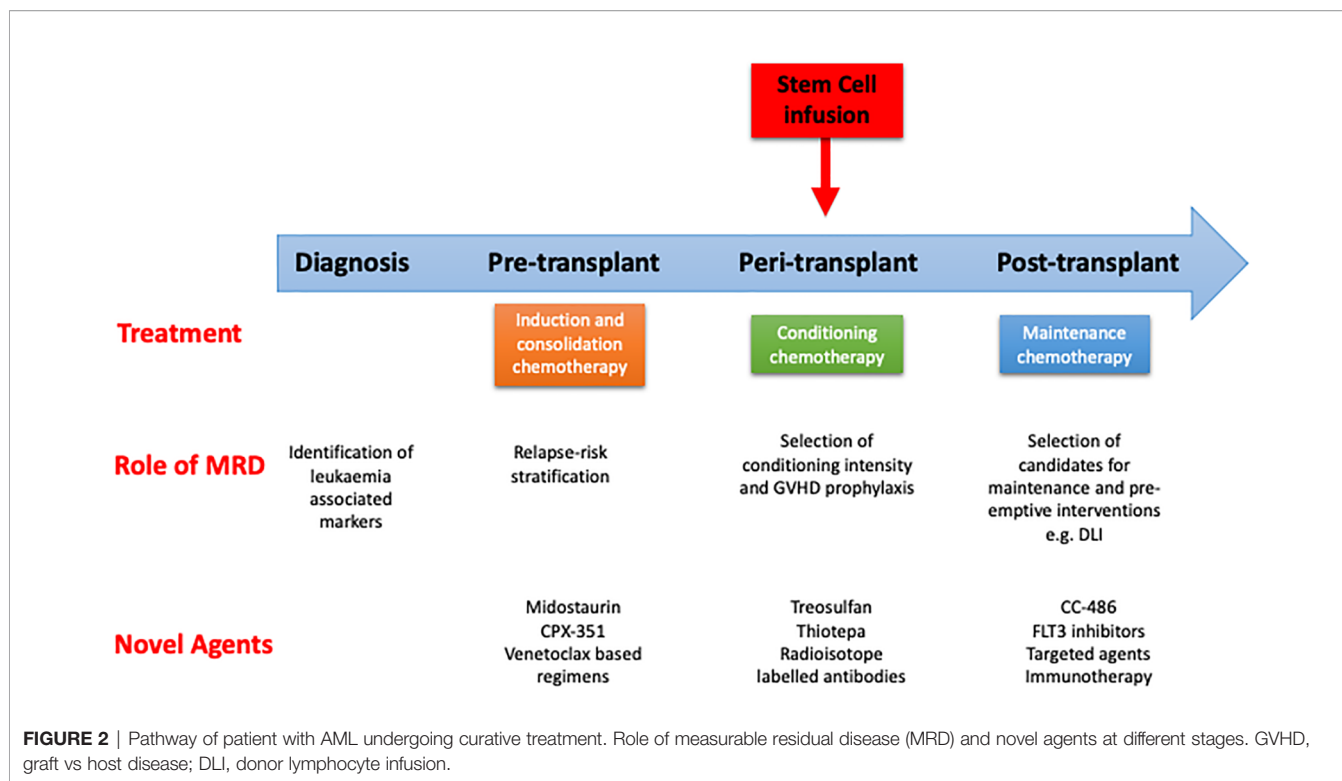 Stem Cell
infusion
Diagnosis
Pre-transplant
Peri-transplant
Post-transplant
Treatment
Induction and
consolidation
chemotherapy
Conditioning
chemotherapy
Maintenance
chemotherapy
Role of MRD
Identification of
leukaemia
associated
markers
Relapse-risk
stratification
Selection of
conditioning intensity
and GVHD prophylaxis
Selection of
candidates for
maintenance and pre-
emptive interventions
e.g. DLI
Novel Agents
Midostaurin
CPX-351
Venetoclax based
regimens
Treosulfan
Thiotepa
Radioisotope
labelled antibodies
CC-486
FLT3 inhibitors
Targeted agents
Immunotherapy
FIGURE 2 | Pathway of patient with AML undergoing curative treatment. Role of measurable residual disease (MRD) and novel agents at different stages. GVHD,
graft vs host disease; DLI, donor lymphocyte infusion.